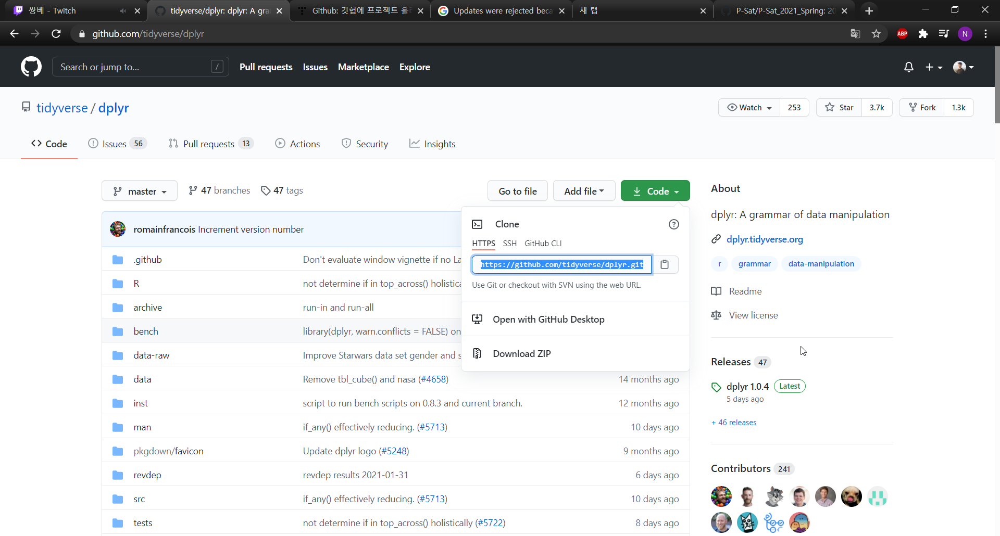 쌍베 - Twitch
tidyverse/dplyr: dplyr: A gra
Github: 깃헙에 프로젝트 올리
Updates were rejected beca
새 탭
P-Sat/P-Sat_2021_Spring: 20
github.com/tidyverse/dplyr
ABP
N
Search or jump to...
/
Pull requests
Issues
Marketplace
Explore
tidyverse / dplyr
Watch 253
Star 3.7k
Fork 1.3k
Code
Issues 56
Pull requests 13
Actions
Security
Insights
master
47 branches
47 tags
Go to file
Add file
Code
romainfrancois Increment version number
.github Don't evaluate window vignette if no La
R not determine if in top_across() holistica
archive run-in and run-all
bench library(dplyr, warn.conflicts = FALSE) on
data-raw Improve Starwars data set gender and s
data Remove tbl_cube() and nasa (#4658) 14 months ago
inst script to run bench scripts on 0.8.3 and current branch. 12 months ago
man if_any() effectively reducing. (#5713) 10 days ago
pkgdown/favicon Update dplyr logo (#5248) 9 months ago
revdep revdep results 2021-01-31 6 days ago
src if_any() effectively reducing. (#5713) 10 days ago
tests not determine if in top_across() holistically (#5722) 8 days ago
Clone
HTTPS SSH GitHub CLI
https://github.com/tidyverse/dplyr.git
Use Git or checkout with SVN using the web URL.
Open with GitHub Desktop
Download ZIP
About
dplyr: A grammar of data manipulation
dplyr.tidyverse.org
r grammar data-manipulation
Readme
View license
Releases 47
dplyr 1.0.4 Latest
5 days ago
+ 46 releases
Contributors 241